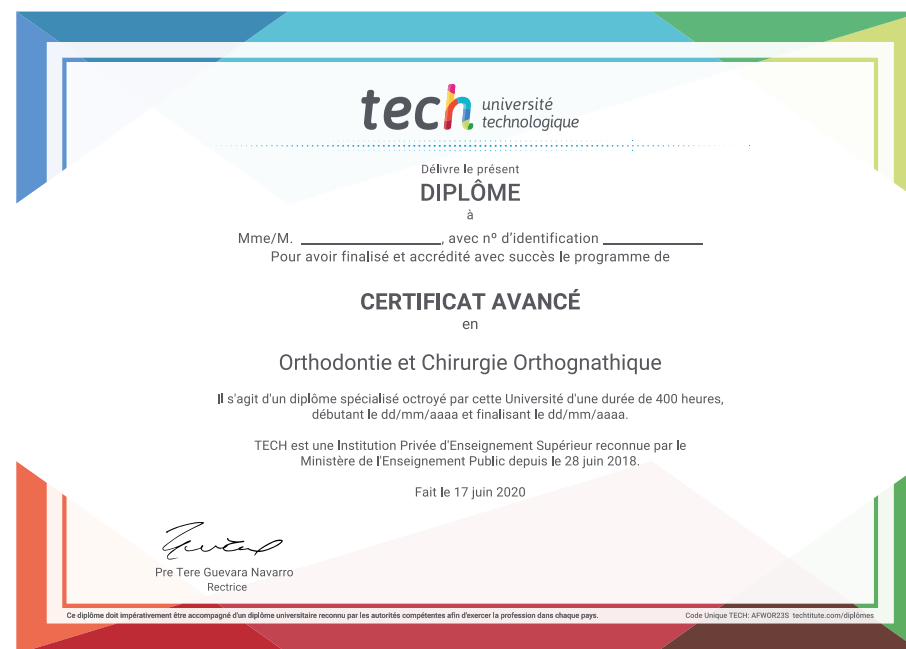 tech université
technologique
Délivre le présent
DIPLÔME
à
Mme/M. ____________________, avec nº d'identification ______________
Pour avoir finalisé et accrédité avec succès le programme de
CERTIFICAT AVANCÉ
en
Orthodontie et Chirurgie Orthognathique
Il s'agit d'un diplôme spécialisé octroyé par cette Université d'une durée de 400 heures,
débutant le dd/mm/aaaa et finalisant le dd/mm/aaaa.
TECH est une Institution Privée d'Enseignement Supérieur reconnue par le
Ministère de l'Enseignement Public depuis le 28 juin 2018.
Fait le 17 juin 2020
Pre Tere Guevara Navarro
Rectrice
Ce diplôme doit impérativement être accompagné d'un diplôme universitaire reconnu par les autorités compétentes afin d'exercer la profession dans chaque pays.
Code Unique TECH: AFWOR23S techtitute.com/diplômes